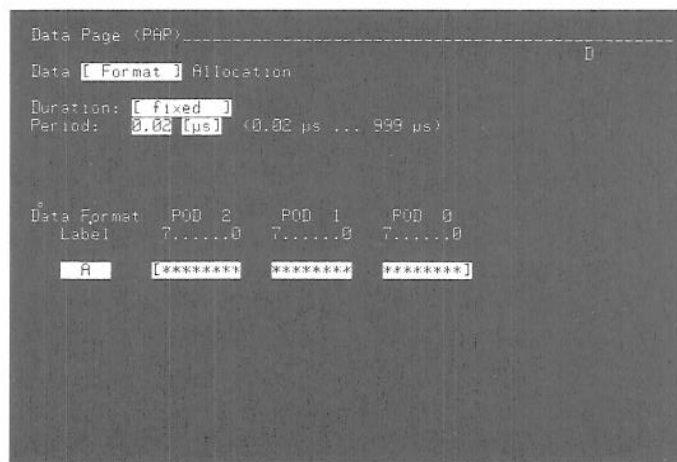 Data Page (PAP)
D
Data [ Format ] Allocation
Duration: [ fixed ]
Period: 0.02 [µs] (0.02 µs ... 999 µs)
Data Format POD 2 POD 1 POD 0
Label 7......0 7......0 7......0
A [******** ******** ********]